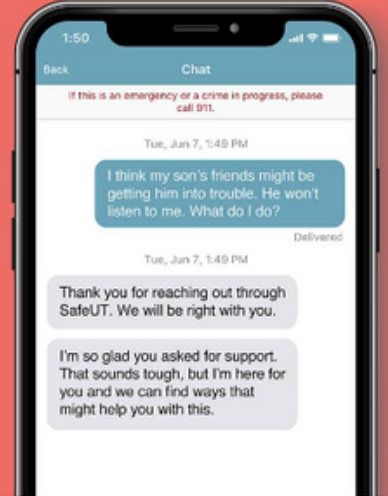 1:50
Back
Chat
If this is an emergency or a crime in progress, please
call 911.
Tue, Jun 7, 1:49 PM
I think my son's friends might be
getting him into trouble. He won't
listen to me. What do I do?
Delivered
Tue, Jun 7, 1:49 PM
Thank you for reaching out through
SafeUT. We will be right with you.
I'm so glad you asked for support.
That sounds tough, but I'm here for
you and we can find ways that
might help you with this.